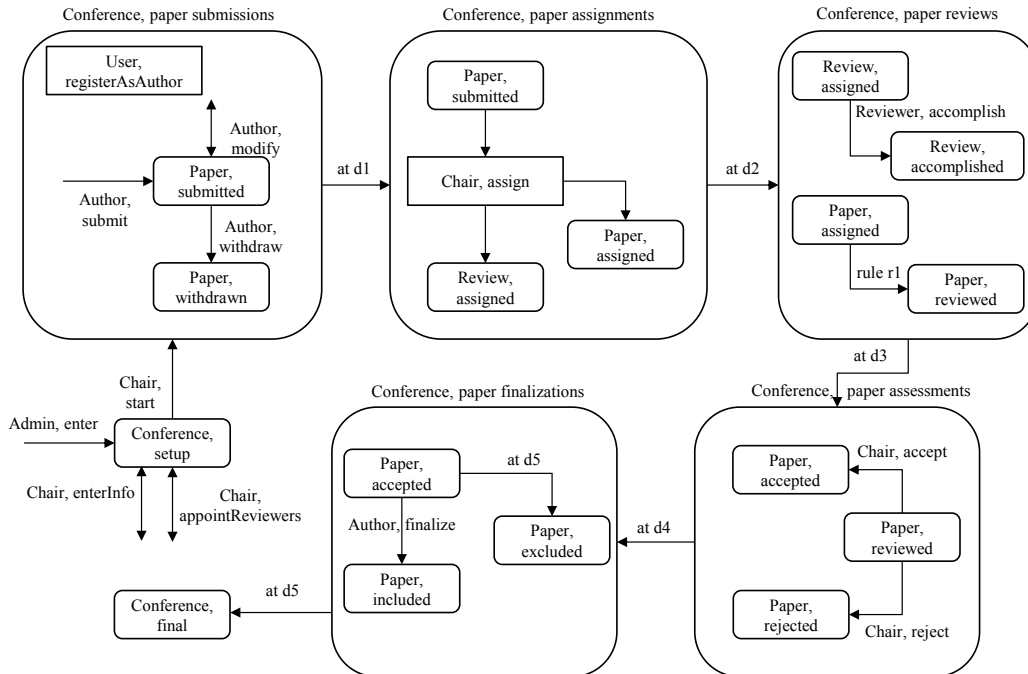 Conference, paper submissions
User,
registerAsAuthor
Author,
modify
Paper,
submitted
Author,
submit
Author,
withdraw
Paper,
withdrawn
at d1
Conference, paper assignments
Paper,
submitted
Chair, assign
Paper,
assigned
Review,
assigned
at d2
Conference, paper reviews
Review,
assigned
Reviewer, accomplish
Review,
accomplished
Paper,
assigned
rule r1
Paper,
reviewed
at d3
Chair,
start
Admin, enter
Conference,
setup
Chair, enterInfo
Chair,
appointReviewers
Conference, paper finalizations
Paper,
accepted
at d5
Author, finalize
Paper,
excluded
Paper,
included
at d5
Conference,
final
at d4
Conference, paper assessments
Chair, accept
Paper,
accepted
Paper,
reviewed
Paper,
rejected
Chair, reject